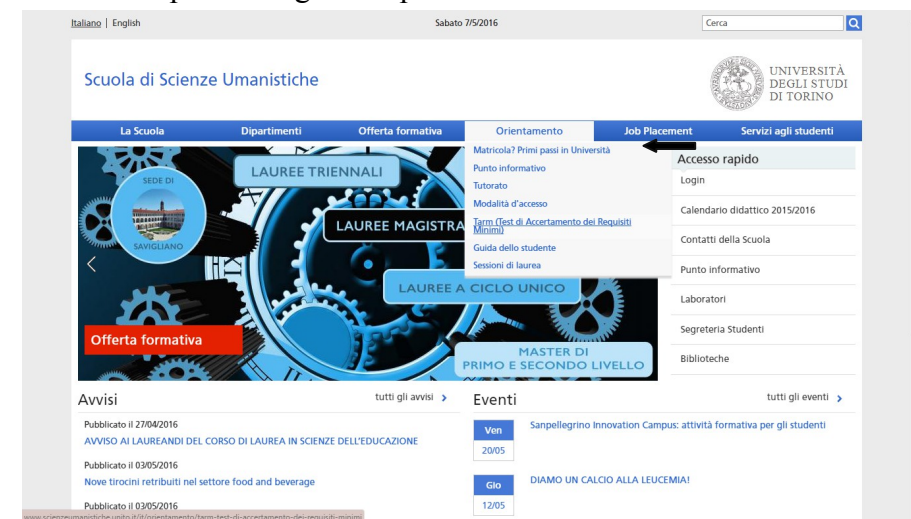 Italiano | English
Sabato 7/5/2016
Cerca
Scuola di Scienze Umanistiche
UNIVERSITÀ
DEGLI STUDI
DI TORINO
La Scuola
Dipartimenti
Offerta formativa
Orientamento
Job Placement
Servizi agli studenti
Matricola? Primi passi in Università
Punto informativo
Tutorato
Modalità d'accesso
Tarm (Test di Accertamento dei Requisiti
Minimi)
Guida dello studente
Sessioni di laurea
SEDE DI
SAVIGLIANO
LAUREE TRIENNALI
LAUREE MAGISTRA
LAUREE A CICLO UNICO
MASTER DI
PRIMO E SECONDO LIVELLO
Offerta formativa
Accesso rapido
Login
Calendario didattico 2015/2016
Contatti della Scuola
Punto informativo
Laboratori
Segreteria Studenti
Biblioteche
Avvisi
tutti gli avvisi
Pubblicato il 27/04/2016
AVVISO AI LAUREANDI DEL CORSO DI LAUREA IN SCIENZE DELL'EDUCAZIONE
Pubblicato il 03/05/2016
Nove tirocini retribuiti nel settore food and beverage
Pubblicato il 03/05/2016
Eventi
tutti gli eventi
Ven
20/05
Sanpellegrino Innovation Campus: attività formativa per gli studenti
Gio
12/05
DIAMO UN CALCIO ALLA LEUCEMIA!
www.scienzeumanistiche.unito.it/it/orientamento/tarm-test-di-accertamento-dei-requisiti-minimi